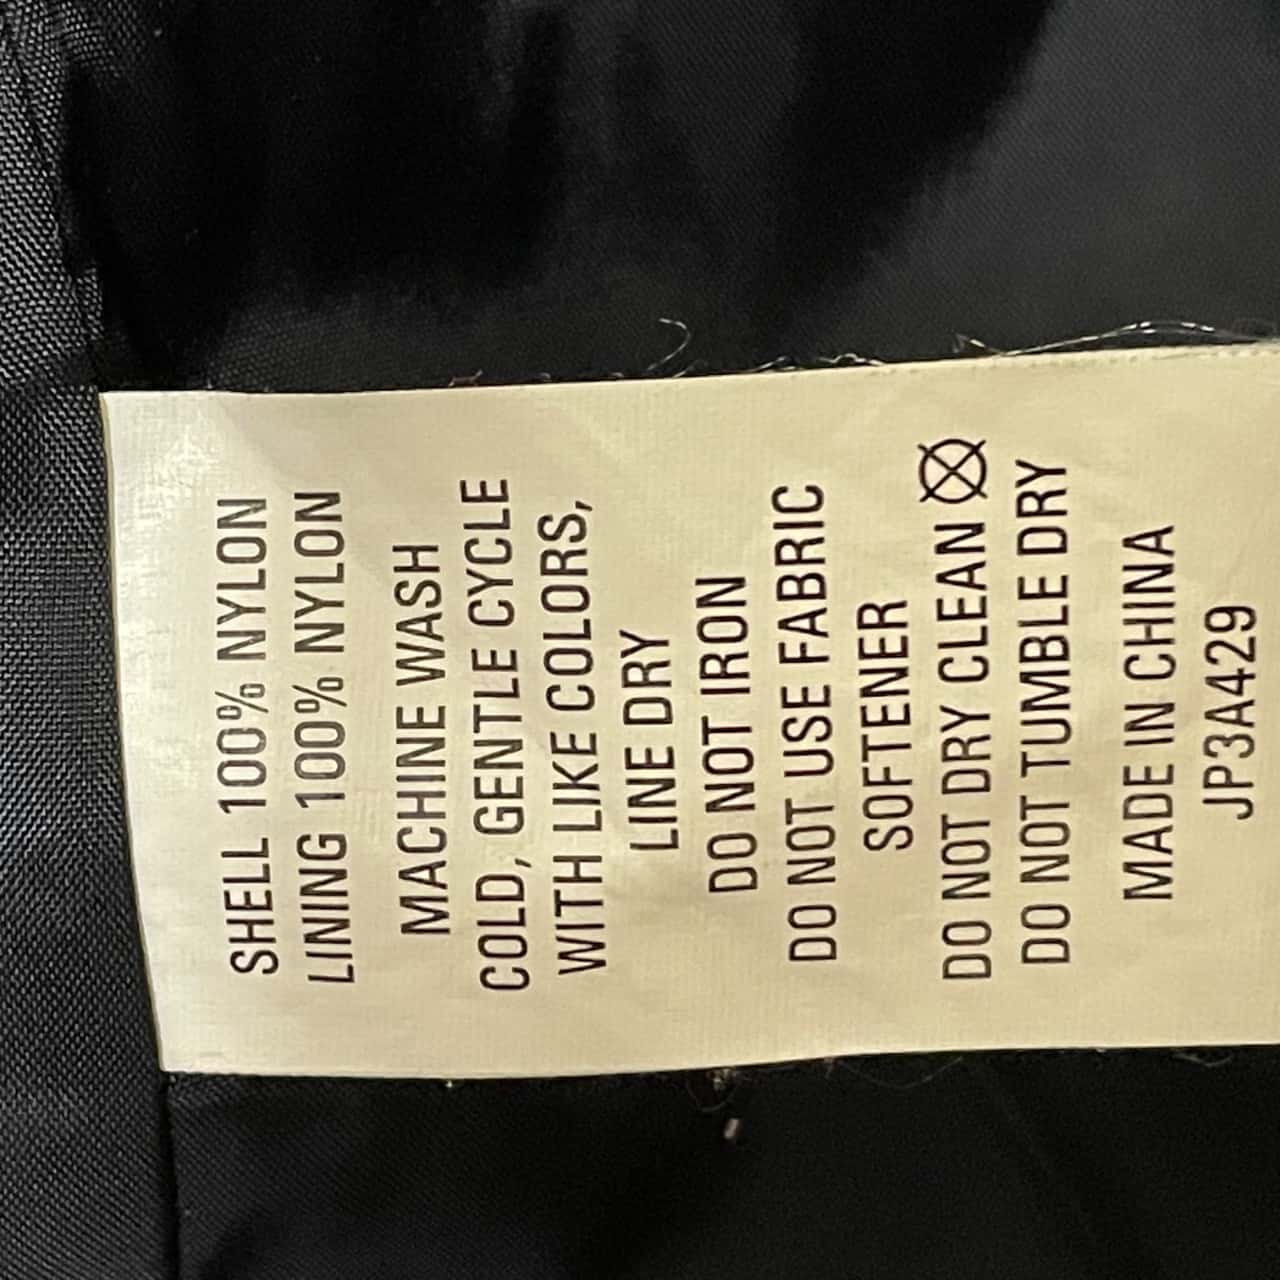 SHELL 100% NYLON
LINING 100% NYLON
MACHINE WASH
COLD, GENTLE CYCLE
WITH LIKE COLORS,
LINE DRY
DO NOT IRON
DO NOT USE FABRIC
SOFTENER
DO NOT DRY CLEAN
DO NOT TUMBLE DRY
MADE IN CHINA
JP3A429